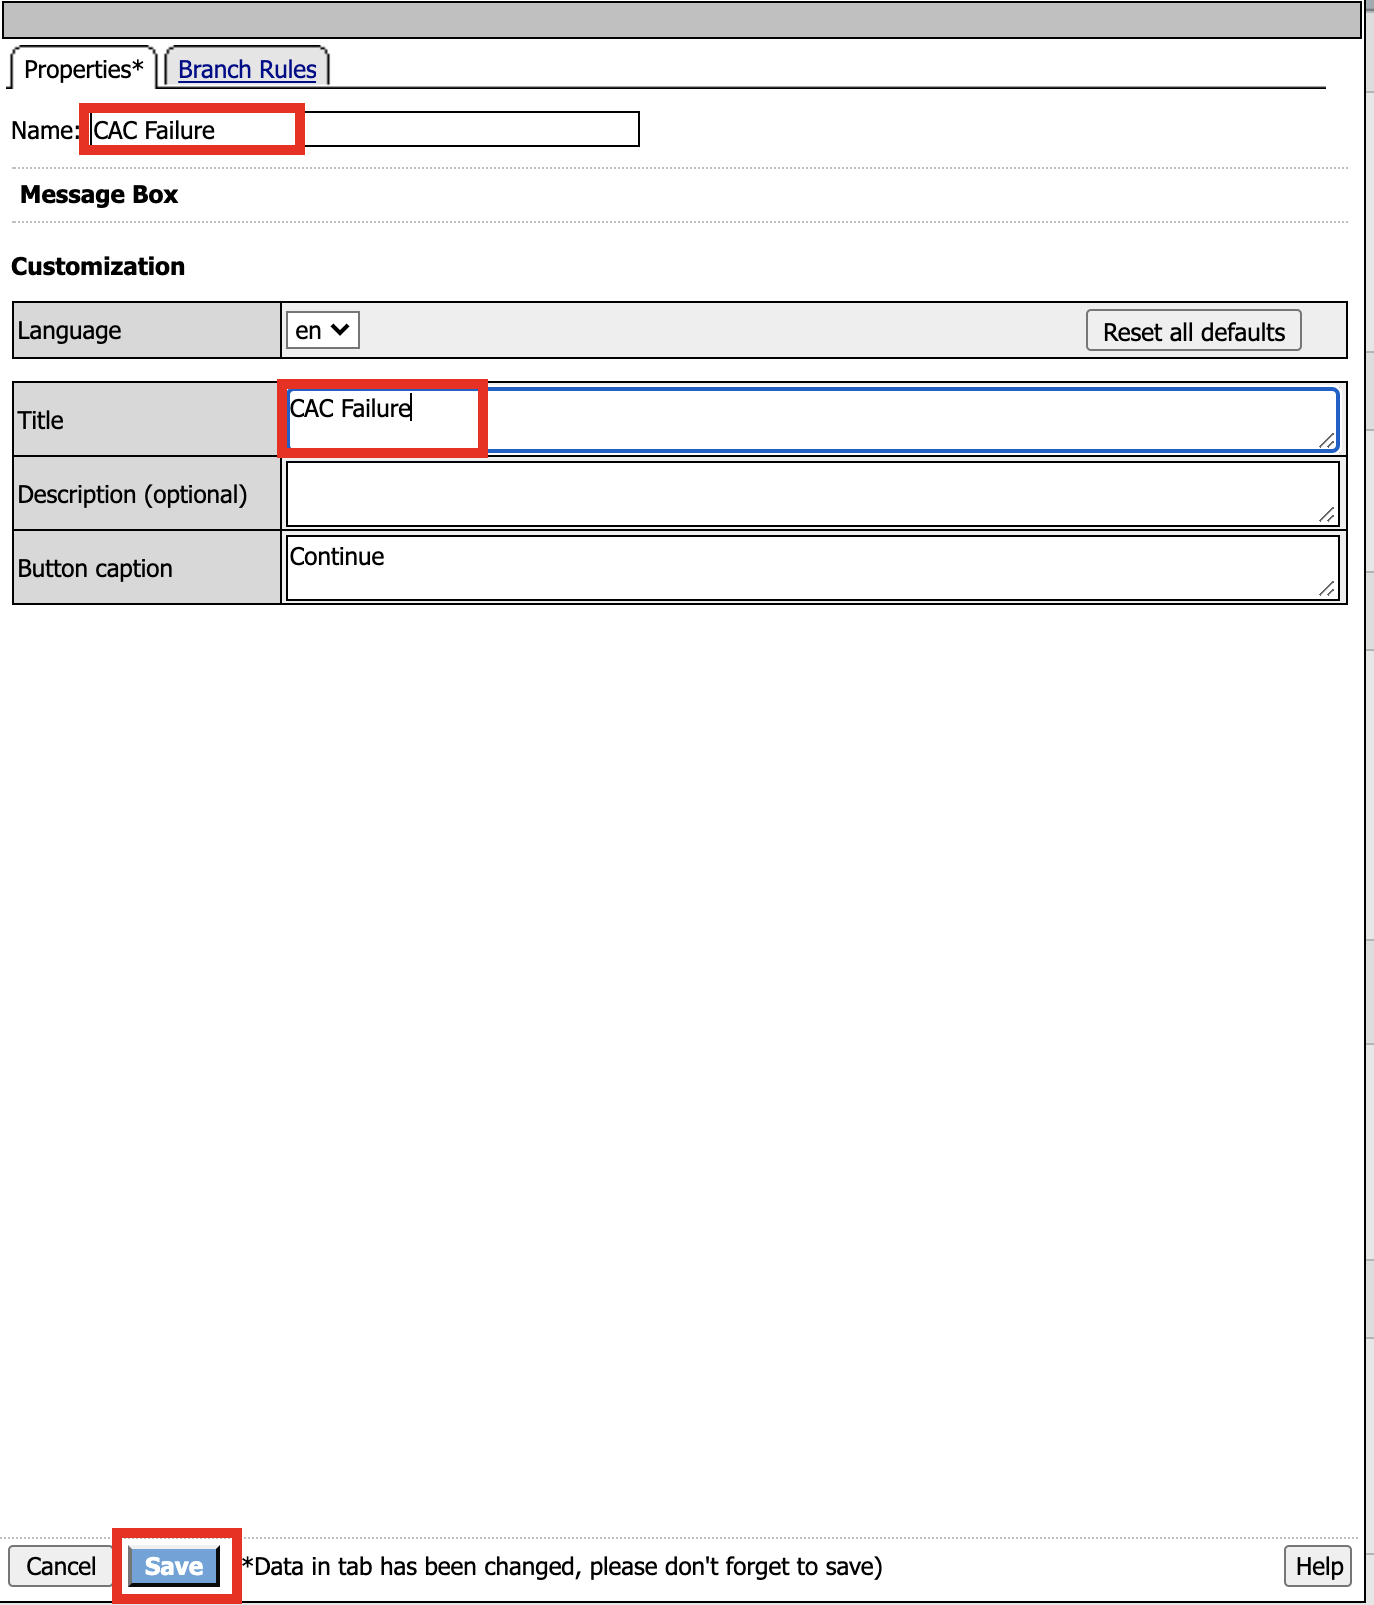 Properties* Branch Rules
Name: CAC Failure
Message Box
Customization
Language en Reset all defaults
Title CAC Failure
Description (optional)
Button caption Continue
Cancel Save *Data in tab has been changed, please don't forget to save) Help